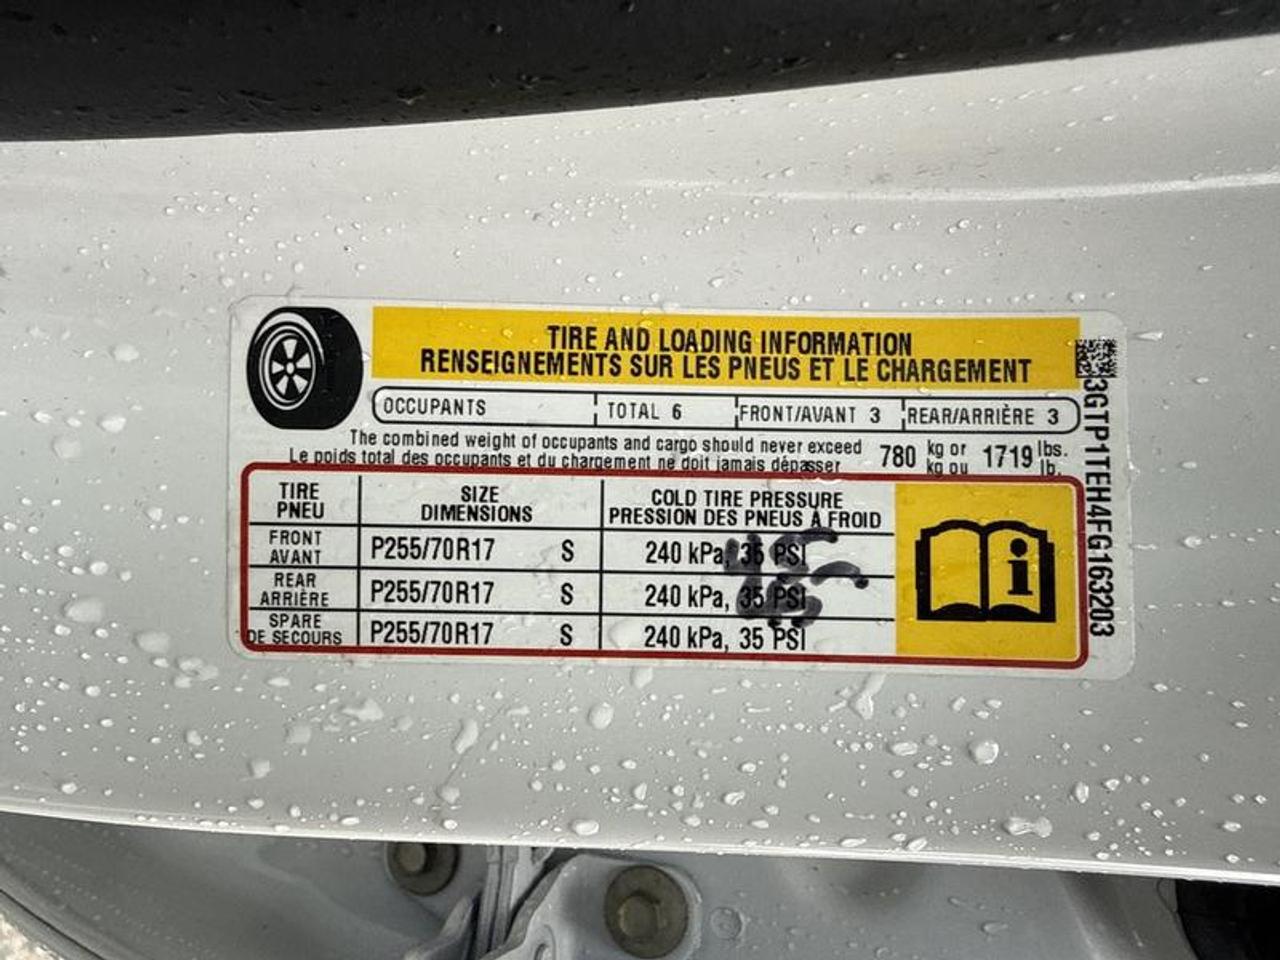 TIRE AND LOADING INFORMATION
RENSEIGNEMENTS SUR LES PNEUS ET LE CHARGEMENT
OCCUPANTS TOTAL 6 FRONT/AVANT 3 REAR/ARRIÈRE 3
The combined weight of occupants and cargo should never exceed 780 kg or 1719 lbs.
Le poids total des occupants et du chargement ne doit jamais dépasser kg ou lb.
TIRE SIZE COLD TIRE PRESSURE
PNEU DIMENSIONS PRESSION DES PNEUS À FROID
FRONT
AVANT P255/70R17 S 240 kPa, 35 PSI 45
REAR
ARRIÈRE P255/70R17 S 240 kPa, 35 PSI
SPARE
DE SECOURS P255/70R17 S 240 kPa, 35 PSI
3GTP1TEH4FG163203